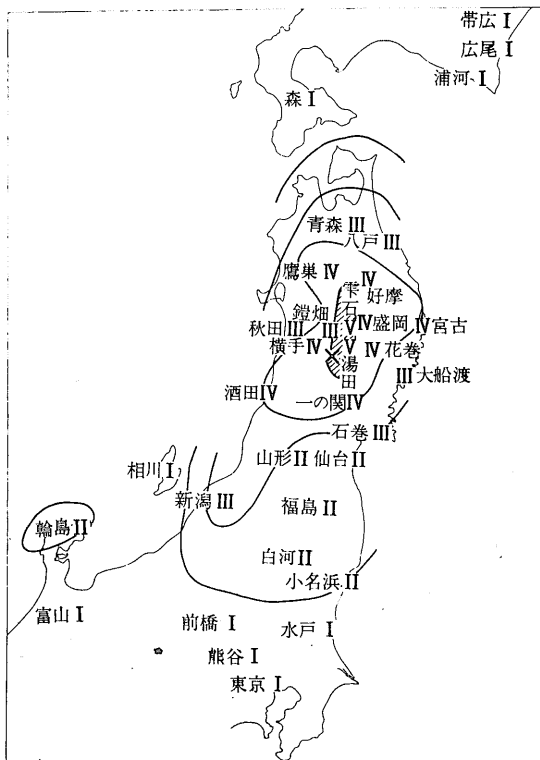 帯広 I
広尾 I
浦河 I
森 I
青森 III
八戸 III
鷹巣 IV
雫石 V
IV
好摩
鎧畑 III
秋田 III
IV 盛岡
IV 宮古
横手 IV
湯田 V
IV 花巻
III 大船渡
酒田 IV
一の関 IV
石巻 III
山形 II
仙台 II
相川 I
新潟 III
福島 II
輪島 II
白河 II
小名浜 II
富山 I
前橋 I
水戸 I
熊谷 I
東京 I